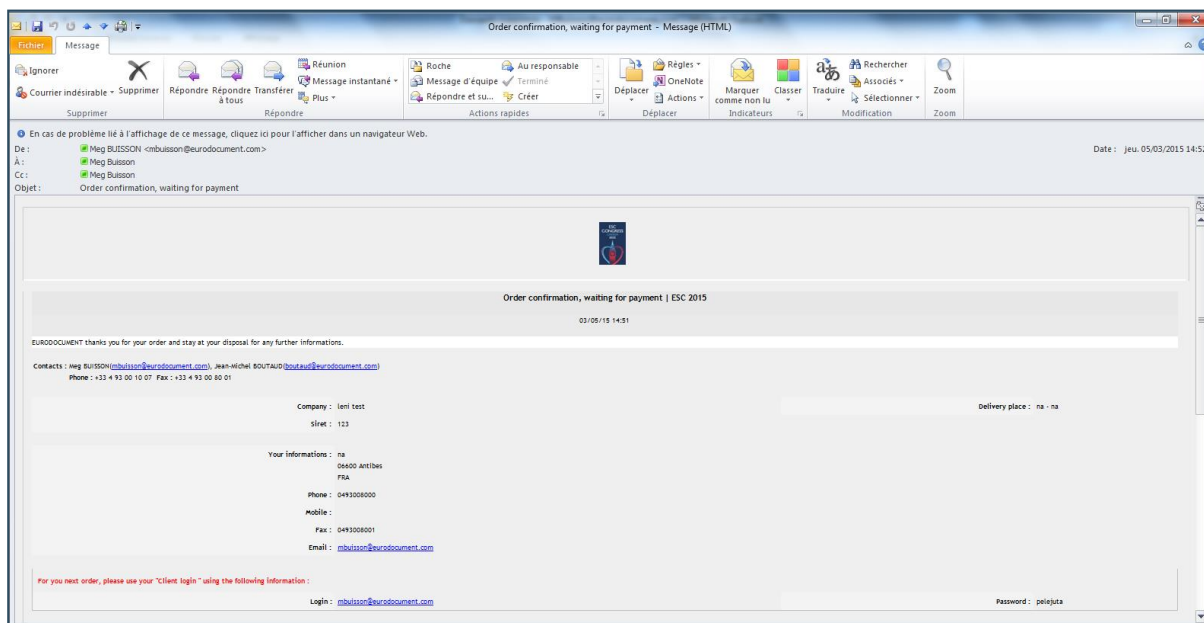 Order confirmation, waiting for payment - Message (HTML)
Fichier Message
Ignorer
Courrier indésirable
Supprimer
Répondre
Répondre à tous
Transférer
Réunion
Message instantané
Plus
Roche
Message d'équipe
Répondre et su...
Au responsable
Terminé
Créer
Déplacer
Règles
OneNote
Actions
Marquer comme non lu
Classer
Traduire
Rechercher
Associés
Sélectionner
Zoom
Supprimer Répondre Actions rapides Déplacer Indicateurs Modification Zoom
En cas de problème lié à l'affichage de ce message, cliquez ici pour l'afficher dans un navigateur Web.
De : Meg BUISSON <mbuisson@eurodocument.com> Date : jeu. 05/03/2015 14:52
À : Meg Buisson
Cc : Meg Buisson
Objet : Order confirmation, waiting for payment
ESC
CONGRESS
Order confirmation, waiting for payment | ESC 2015
03/05/15 14:51
EURODOCUMENT thanks you for your order and stay at your disposal for any further informations.
Contacts : Meg BUISSON(mbuisson@eurodocument.com), Jean-Michel BOUTAUD(boutaud@eurodocument.com)
Phone : +33 4 93 00 10 07 Fax : +33 4 93 00 80 01
Company : leni test Delivery place : na - na
Siret : 123
Your informations : na
06600 Antibes
FRA
Phone : 0493008000
Mobile :
Fax : 0493008001
Email : mbuisson@eurodocument.com
For you next order, please use your "Client login " using the following information :
Login : mbuisson@eurodocument.com Password : pelejuta